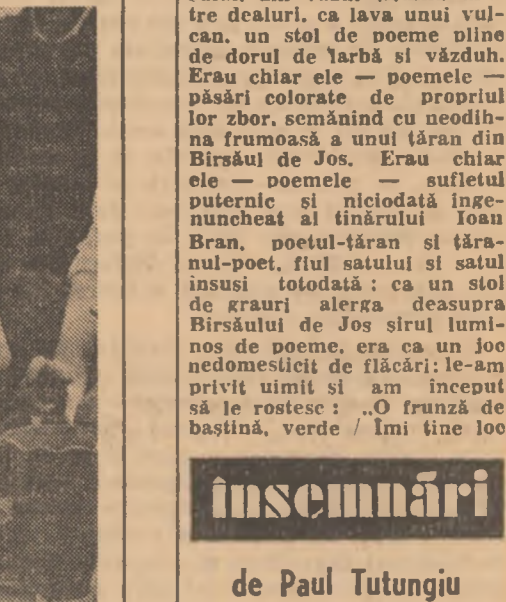 tre dealuri, ca lava unui vul-
can, un stol de poeme pline
de dorul de iarbă și văzduh.
Erau chiar ele — poemele —
păsări colorate de propriul
lor zbor, semănind cu neodih-
na frumoasă a unui țăran din
Bîrsăul de Jos. Erau chiar
ele — poemele — sufletul
puternic și niciodată înge-
nuncheat al tînărului Ioan
Bran, poetul-țăran și țăra-
nul-poet, fiul satului și satul
însuși totodată : ca un stol
de grauri alerga deasupra
Bîrsăului de Jos șirul lumi-
nos de poeme, era ca un joc
nedomesticit de flăcări: le-am
privit uimit și am început
să le rostesc : „O frunză de
baștină, verde / Îmi ține loc
însemnări
de Paul Tutungiu